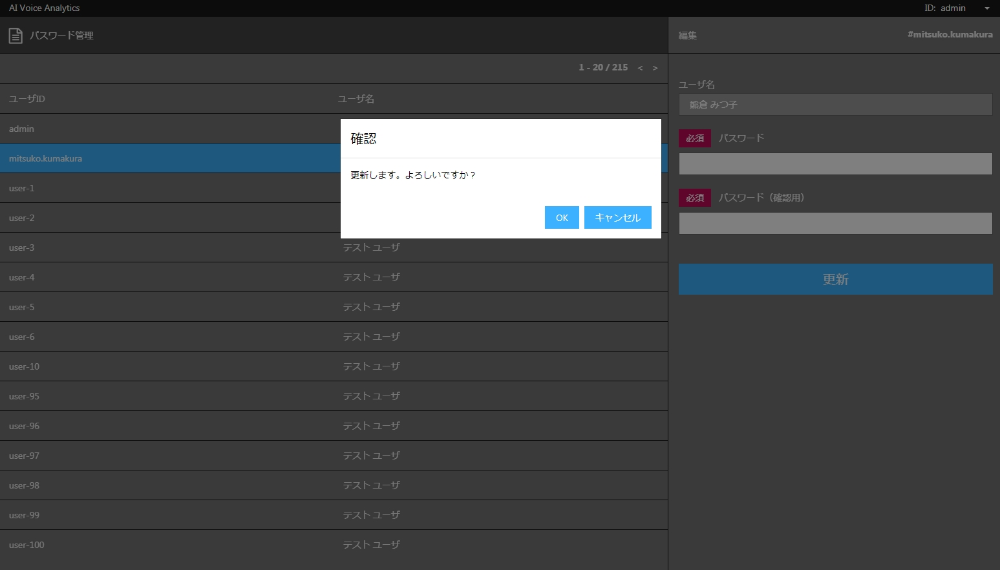 AI Voice Analytics
ID: admin
パスワード管理
編集
#mitsuko.kumakura
1 - 20 / 215 < >
ユーザID
ユーザ名
admin
mitsuko.kumakura
user-1
user-2
user-3
テスト ユーザ
user-4
テスト ユーザ
user-5
テスト ユーザ
user-6
テスト ユーザ
user-10
テスト ユーザ
user-95
テスト ユーザ
user-96
テスト ユーザ
user-97
テスト ユーザ
user-98
テスト ユーザ
user-99
テスト ユーザ
user-100
テスト ユーザ
確認
更新します。よろしいですか？
OK
キャンセル
ユーザ名
熊倉 みつ子
必須 パスワード
必須 パスワード（確認用）
更新